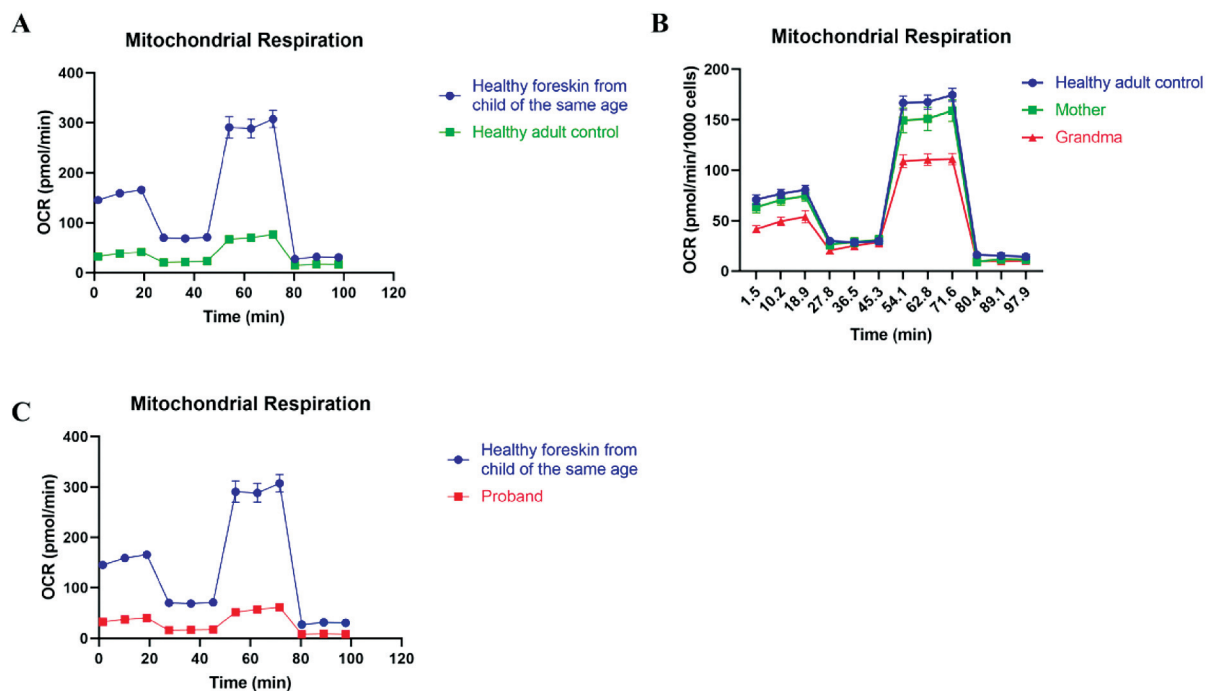 A
Mitochondrial Respiration
OCR (pmol/min)
400
300
200
100
0
0 20 40 60 80 100 120
Time (min)
Healthy foreskin from
child of the same age
Healthy adult control
B
Mitochondrial Respiration
OCR (pmol/min/1000 cells)
200
150
100
50
0
1.5 10.2 18.9 27.8 36.5 45.3 54.1 62.8 71.6 80.4 89.1 97.9
Time (min)
Healthy adult control
Mother
Grandma
C
Mitochondrial Respiration
OCR (pmol/min)
400
300
200
100
0
0 20 40 60 80 100 120
Time (min)
Healthy foreskin from
child of the same age
Proband